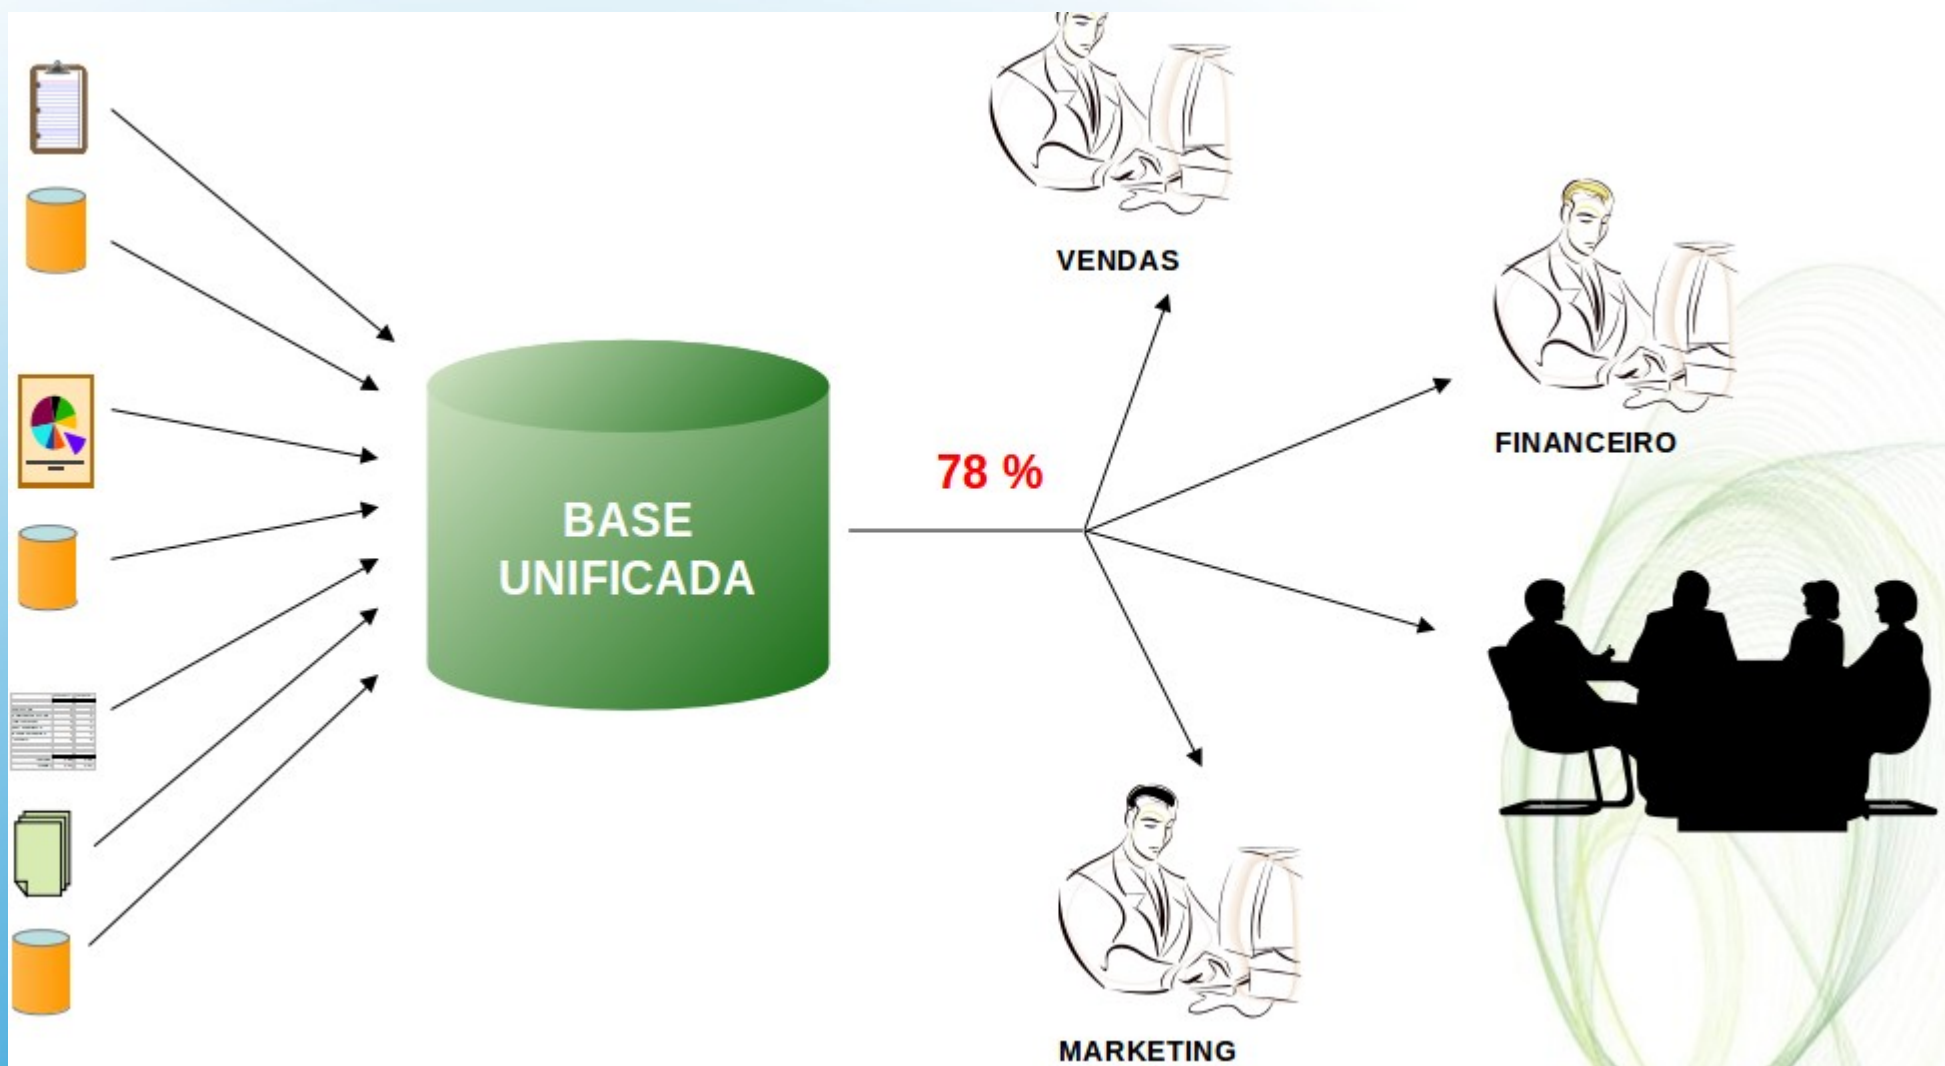 VENDAS
FINANCEIRO
78 %
BASE
UNIFICADA
MARKETING